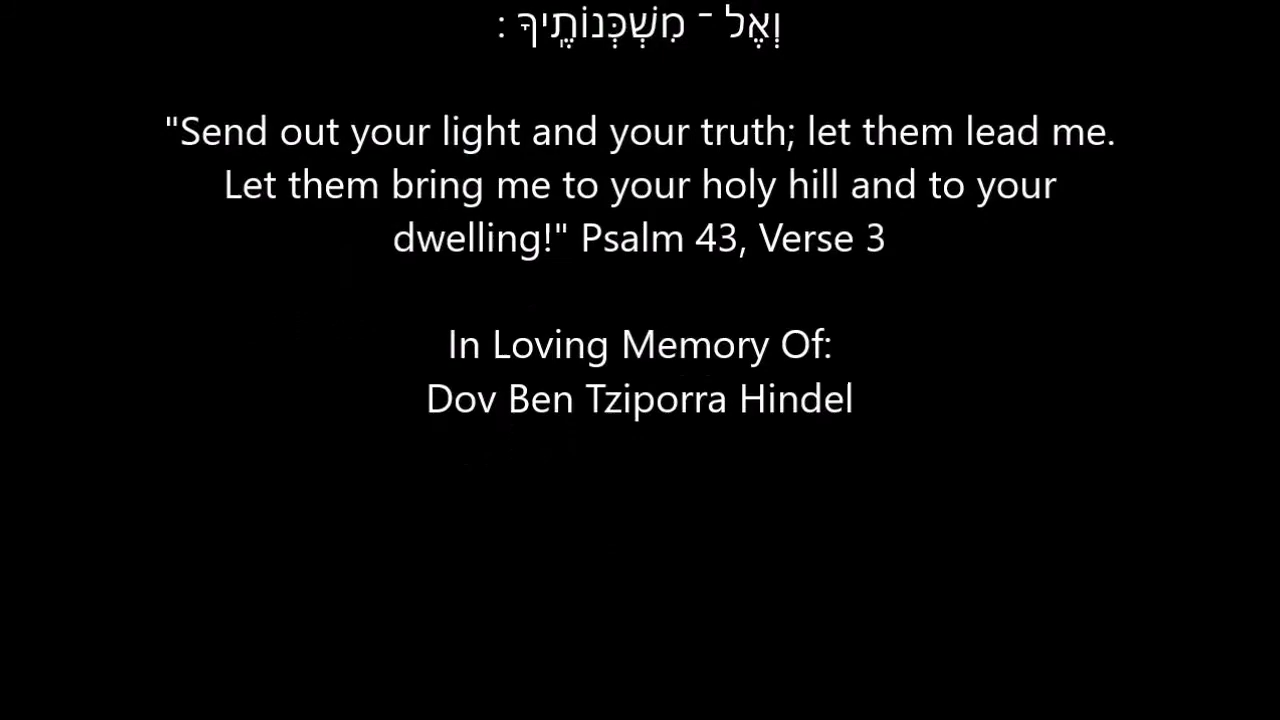 וְאֶל ־ מִשְׁכְּנוֹתֶֽיךָ :
"Send out your light and your truth; let them lead me.
Let them bring me to your holy hill and to your
dwelling!" Psalm 43, Verse 3
In Loving Memory Of:
Dov Ben Tziporra Hindel